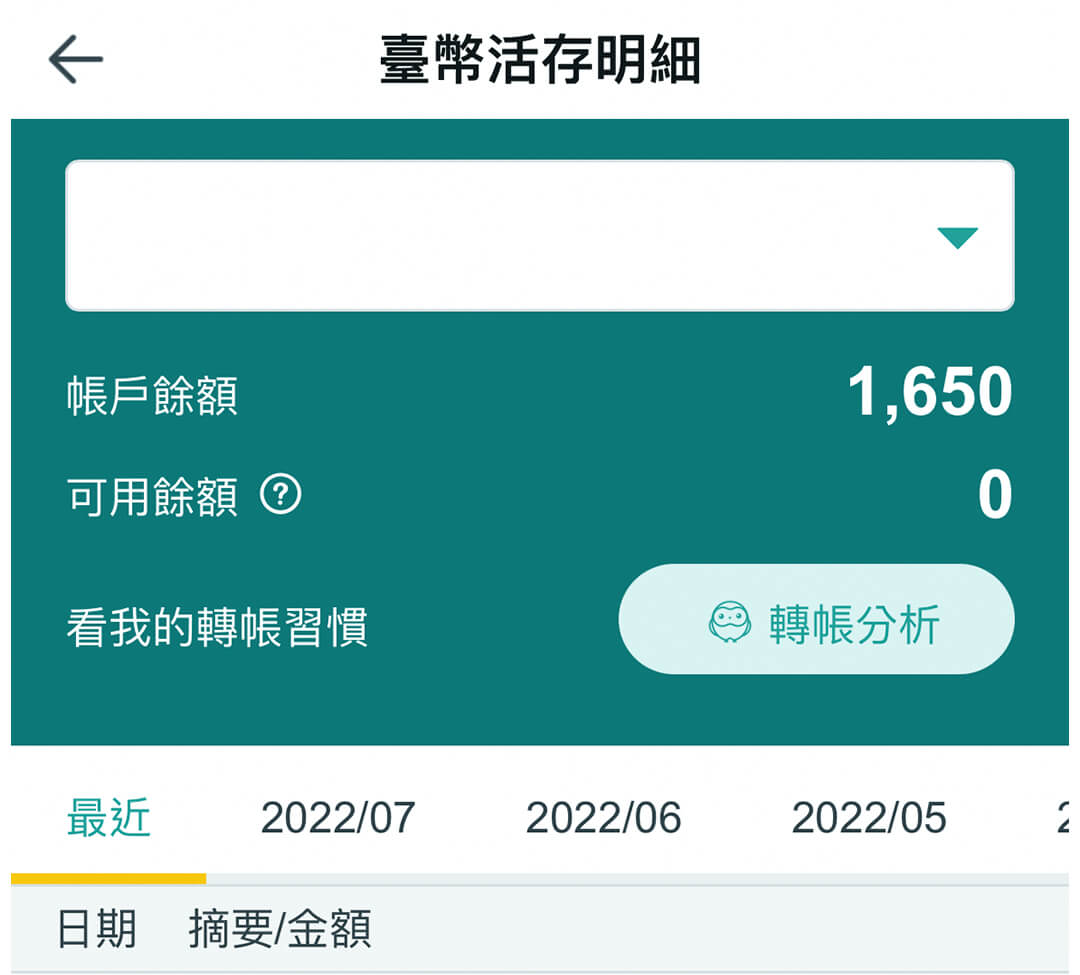 臺幣活存明細
帳戶餘額 1,650
可用餘額 ? 0
看我的轉帳習慣 轉帳分析
最近 2022/07 2022/06 2022/05 2
日期 摘要/金額